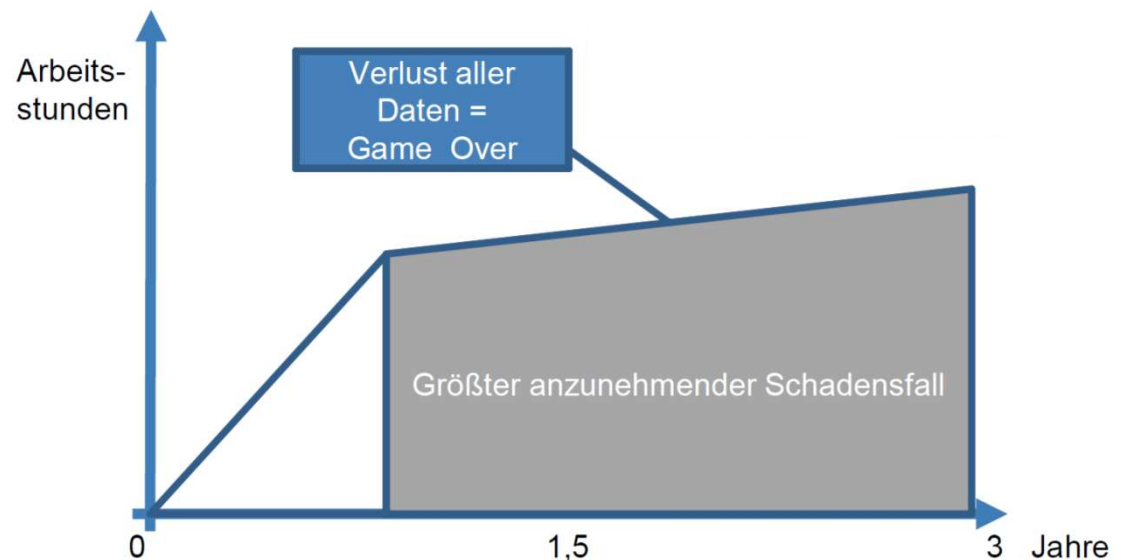 Arbeits-
stunden
Verlust aller
Daten =
Game Over
Größter anzunehmender Schadensfall
0
1,5
3 Jahre